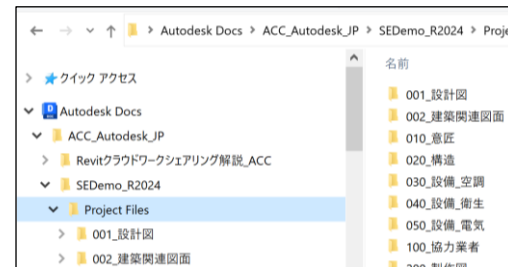 Autodesk Docs > ACC_Autodesk_JP > SEDemo_R2024 > Proje
クイック アクセス
Autodesk Docs
ACC_Autodesk_JP
Revitクラウドワークシェアリング解説_ACC
SEDemo_R2024
Project Files
001_設計図
002_建築関連図面
名前
001_設計図
002_建築関連図面
010_意匠
020_構造
030_設備_空調
040_設備_衛生
050_設備_電気
100_協力業者